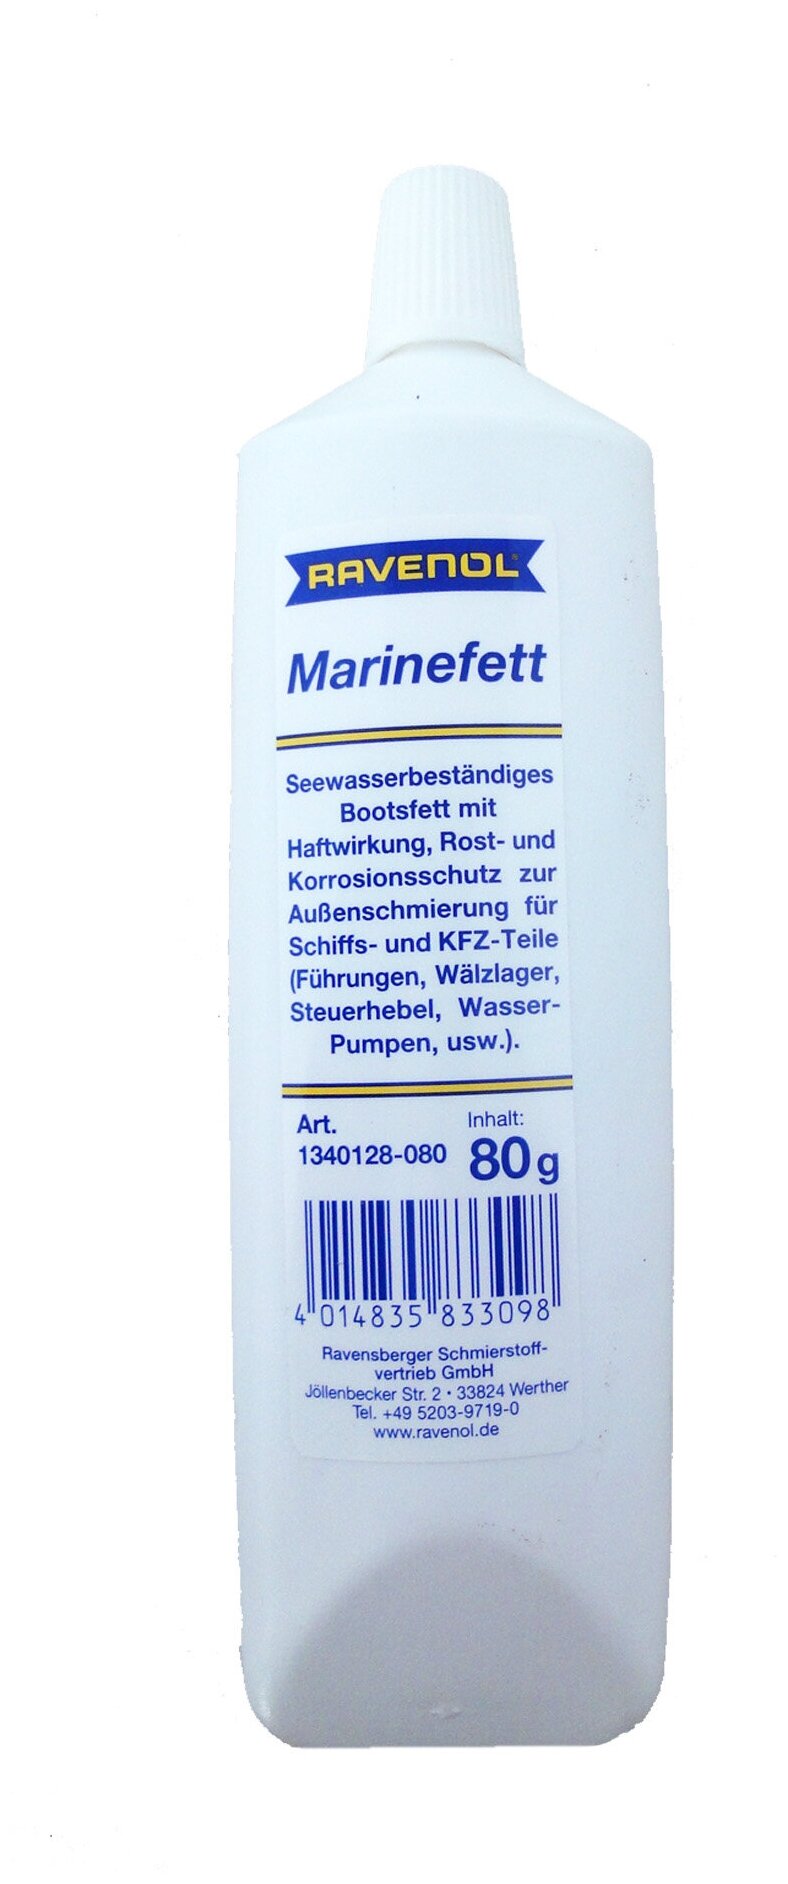 RAVENOL®
Marinefett
Seewasserbeständiges
Bootsfett mit
Haftwirkung, Rost- und
Korrosionsschutz zur
Außenschmierung für
Schiffs- und KFZ-Teile
(Führungen, Wälzlager,
Steuerhebel, Wasser-
Pumpen, usw.).
Art.
1340128-080
Inhalt:
80 g
4 014835 833098
Ravensberger Schmierstoff-
vertrieb GmbH
Jöllenbecker Str. 2 • 33824 Werther
Tel. +49 5203-9719-0
www.ravenol.de